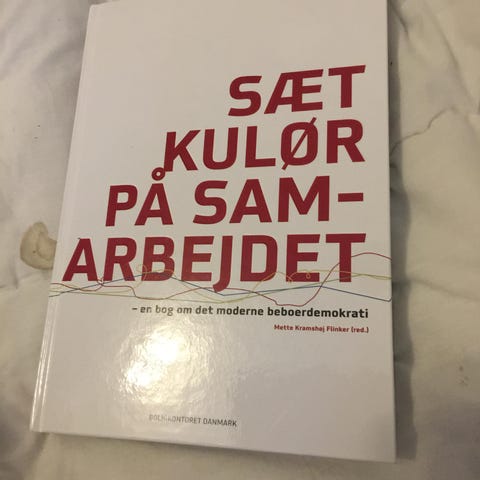 SÆT
KULØR
PÅ SAM-
ARBEJDET
– en bog om det moderne beboerdemokrati
Mette Kramshøj Flinker (red.)
BOLIGKONTORET DANMARK